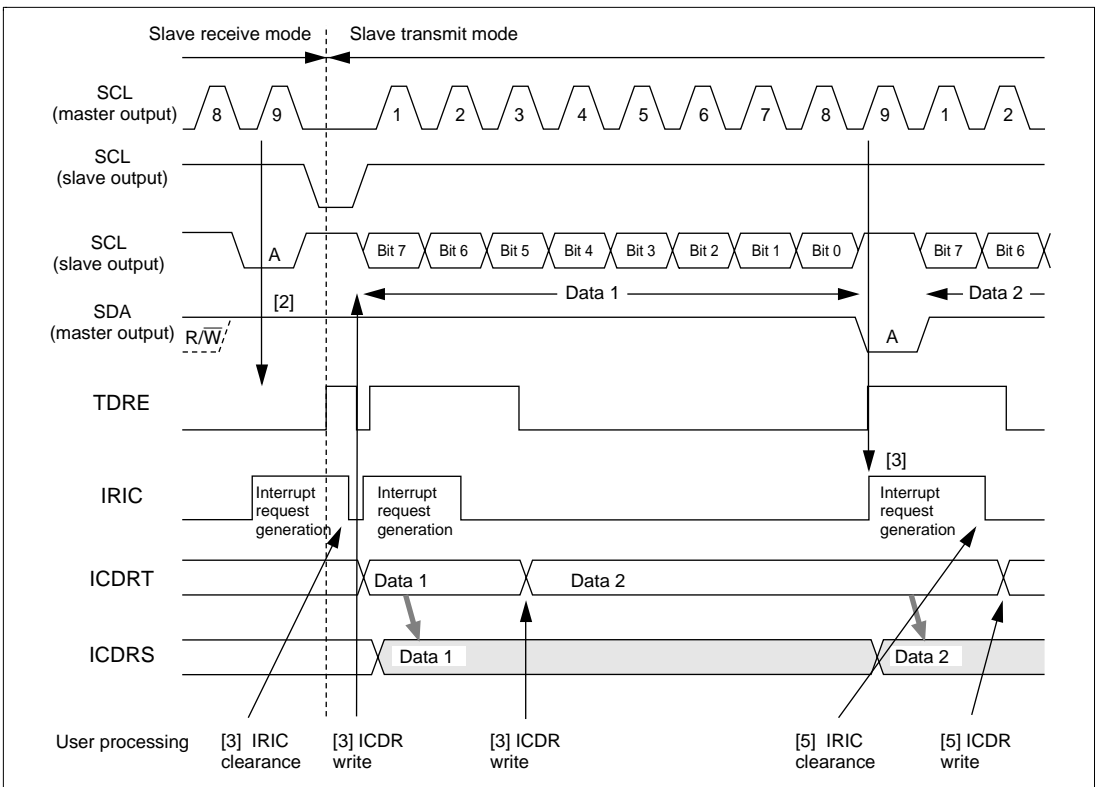 Slave receive mode Slave transmit mode
SCL
(master output)
8 9 1 2 3 4 5 6 7 8 9 1 2
SCL
(slave output)
SCL
(slave output)
A Bit 7 Bit 6 Bit 5 Bit 4 Bit 3 Bit 2 Bit 1 Bit 0 Bit 7 Bit 6
[2] Data 1 Data 2
SDA
(master output)
R/W̅ A
TDRE
[3]
IRIC
Interrupt
request
generation
Interrupt
request
generation
Interrupt
request
generation
ICDRT
Data 1 Data 2
ICDRS
Data 1 Data 2
User processing
[3] IRIC
clearance
[3] ICDR
write
[3] ICDR
write
[5] IRIC
clearance
[5] ICDR
write